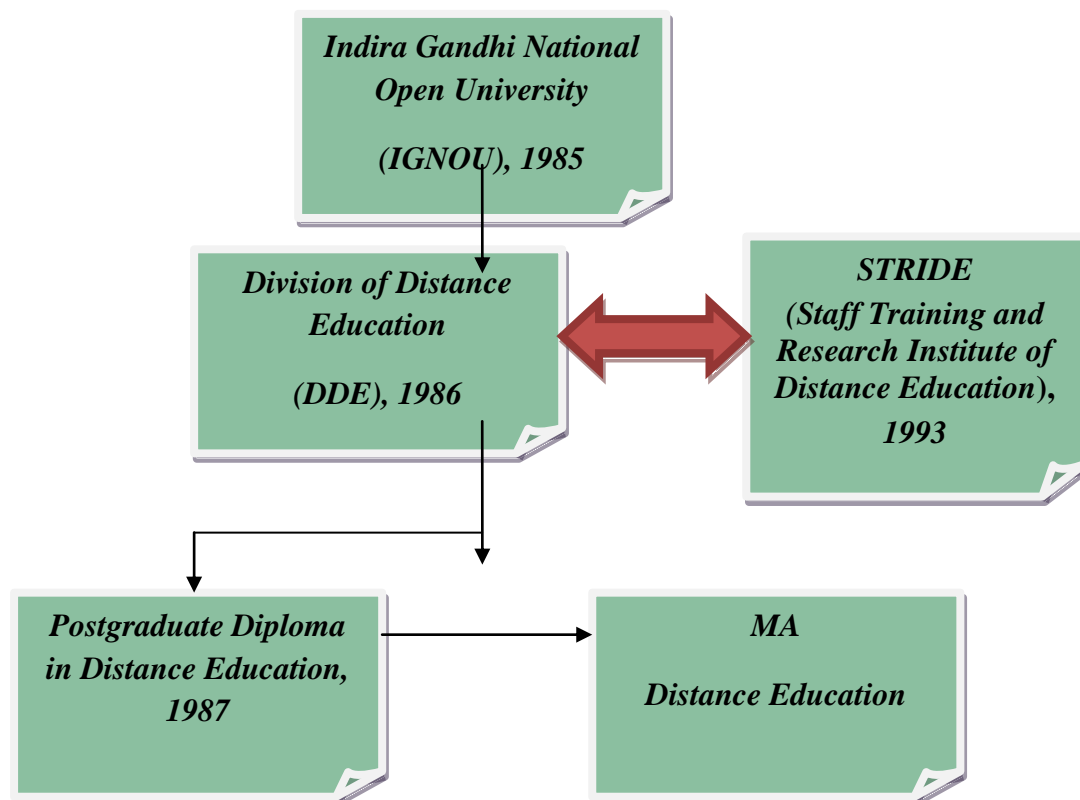 Indira Gandhi National
Open University
(IGNOU), 1985
Division of Distance
Education
(DDE), 1986
STRIDE
(Staff Training and
Research Institute of
Distance Education),
1993
Postgraduate Diploma
in Distance Education,
1987
MA
Distance Education